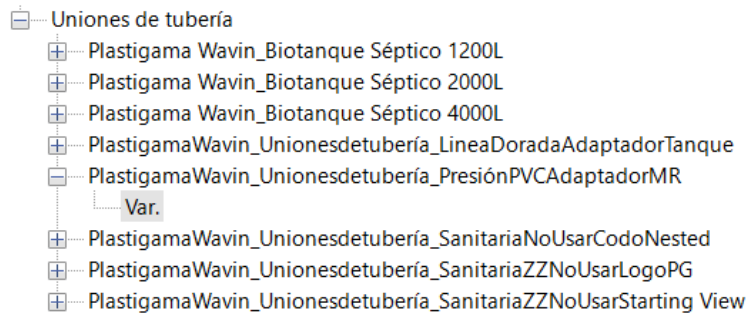 Uniones de tubería
Plastigama Wavin_Biotanque Séptico 1200L
Plastigama Wavin_Biotanque Séptico 2000L
Plastigama Wavin_Biotanque Séptico 4000L
PlastigamaWavin_Unionesdetubería_LineaDoradaAdaptadorTanque
PlastigamaWavin_Unionesdetubería_PresiónPVCAdaptadorMR
Var.
PlastigamaWavin_Unionesdetubería_SanitariaNoUsarCodoNested
PlastigamaWavin_Unionesdetubería_SanitariaZZNoUsarLogoPG
PlastigamaWavin_Unionesdetubería_SanitariaZZNoUsarStarting View